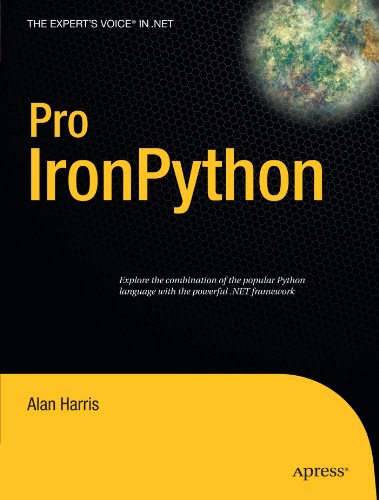 THE EXPERT'S VOICE® IN .NET
Pro
IronPython
Explore the combination of the popular Python
language with the powerful .NET framework
Alan Harris
Apress®